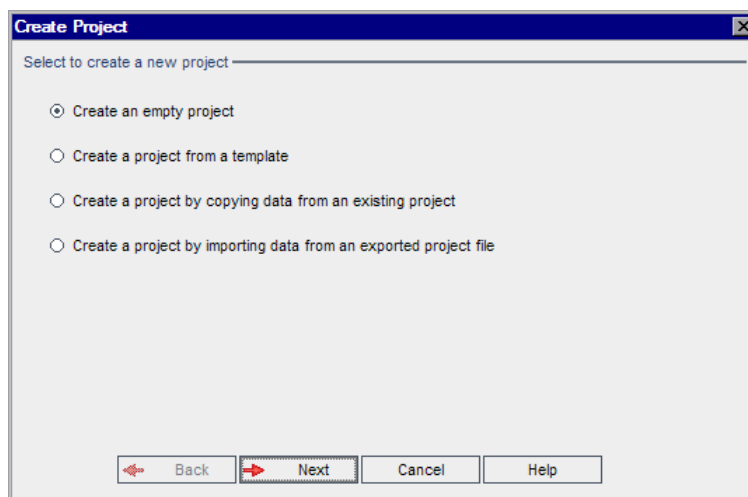 Create Project
Select to create a new project
Create an empty project
Create a project from a template
Create a project by copying data from an existing project
Create a project by importing data from an exported project file
Back Next Cancel Help